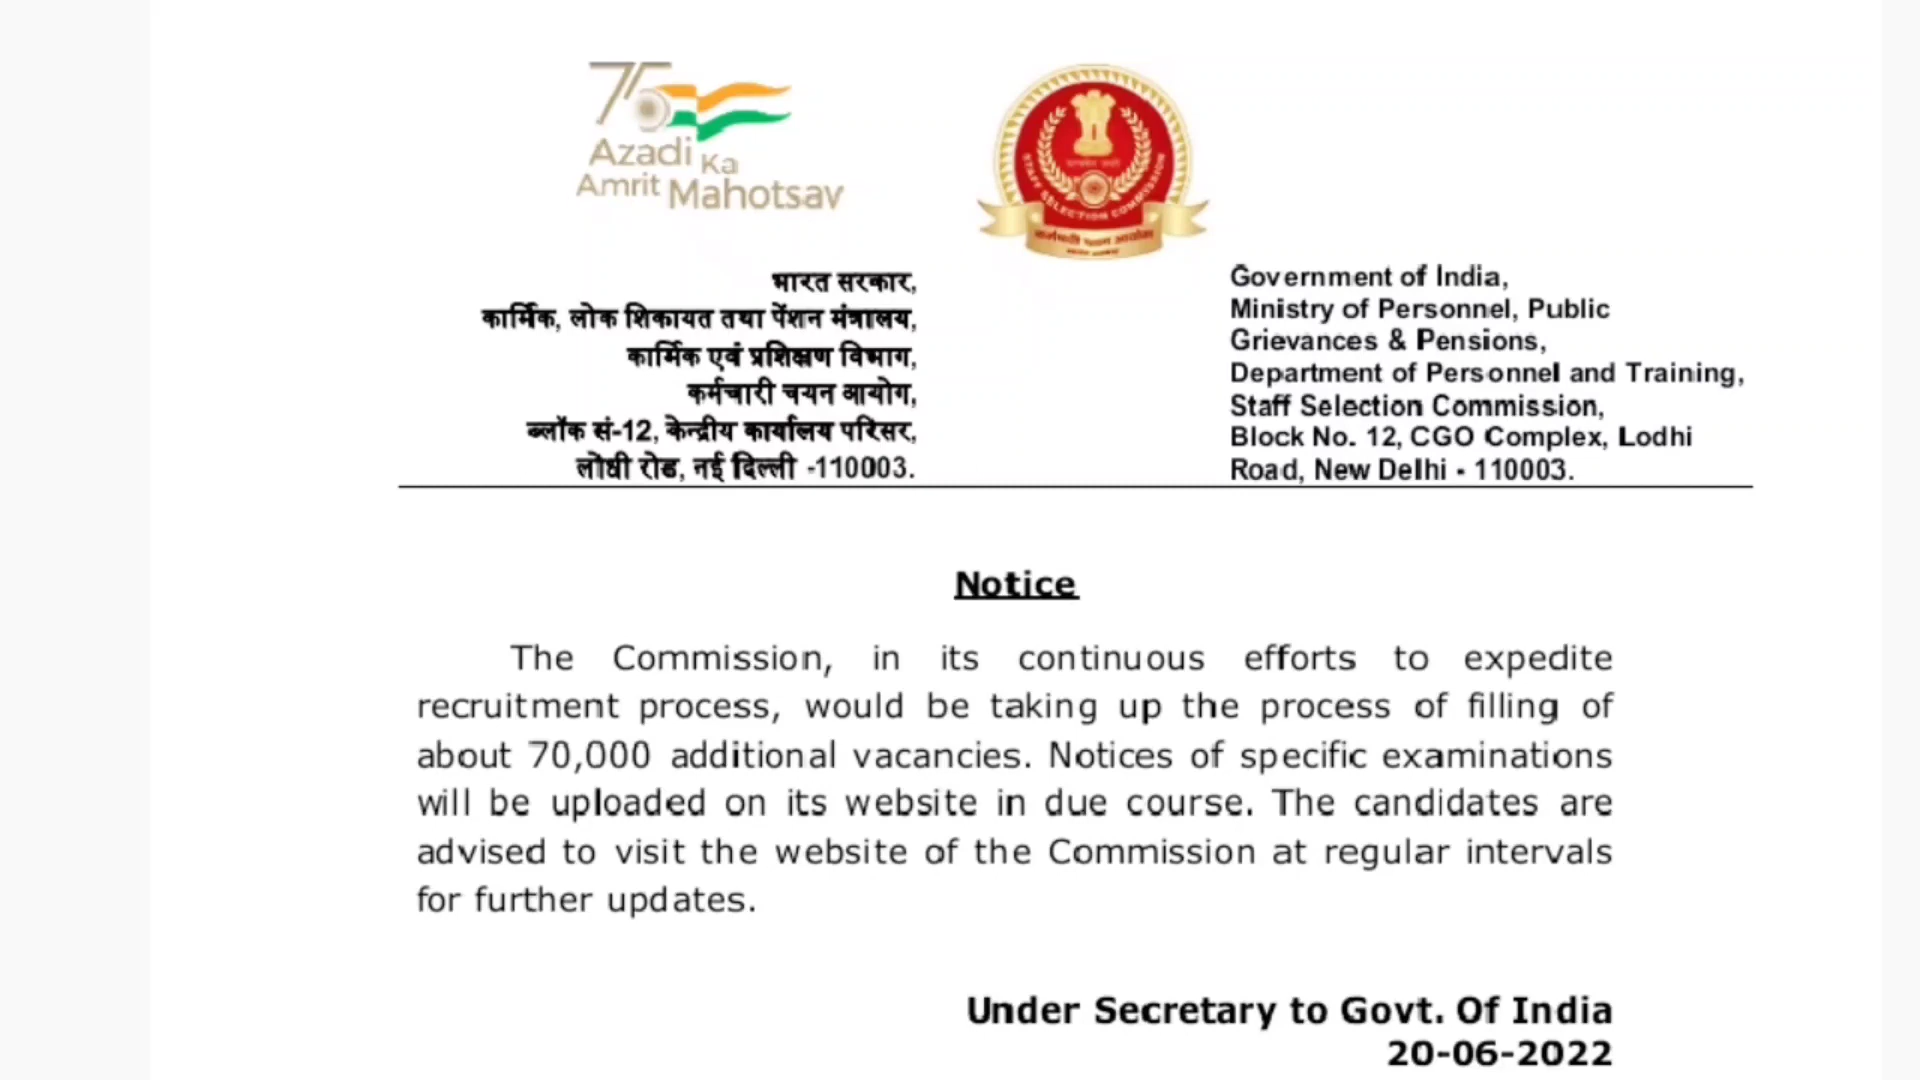 75
Azadi Ka
Amrit Mahotsav
STAFF SELECTION COMMISSION
भारत सरकार,
कार्मिक, लोक शिकायत तथा पेंशन मंत्रालय,
कार्मिक एवं प्रशिक्षण विभाग,
कर्मचारी चयन आयोग,
ब्लॉक सं-12, केन्द्रीय कार्यालय परिसर,
लोधी रोड, नई दिल्ली -110003.
Government of India,
Ministry of Personnel, Public
Grievances & Pensions,
Department of Personnel and Training,
Staff Selection Commission,
Block No. 12, CGO Complex, Lodhi
Road, New Delhi - 110003.
Notice
The Commission, in its continuous efforts to expedite
recruitment process, would be taking up the process of filling of
about 70,000 additional vacancies. Notices of specific examinations
will be uploaded on its website in due course. The candidates are
advised to visit the website of the Commission at regular intervals
for further updates.
Under Secretary to Govt. Of India
20-06-2022